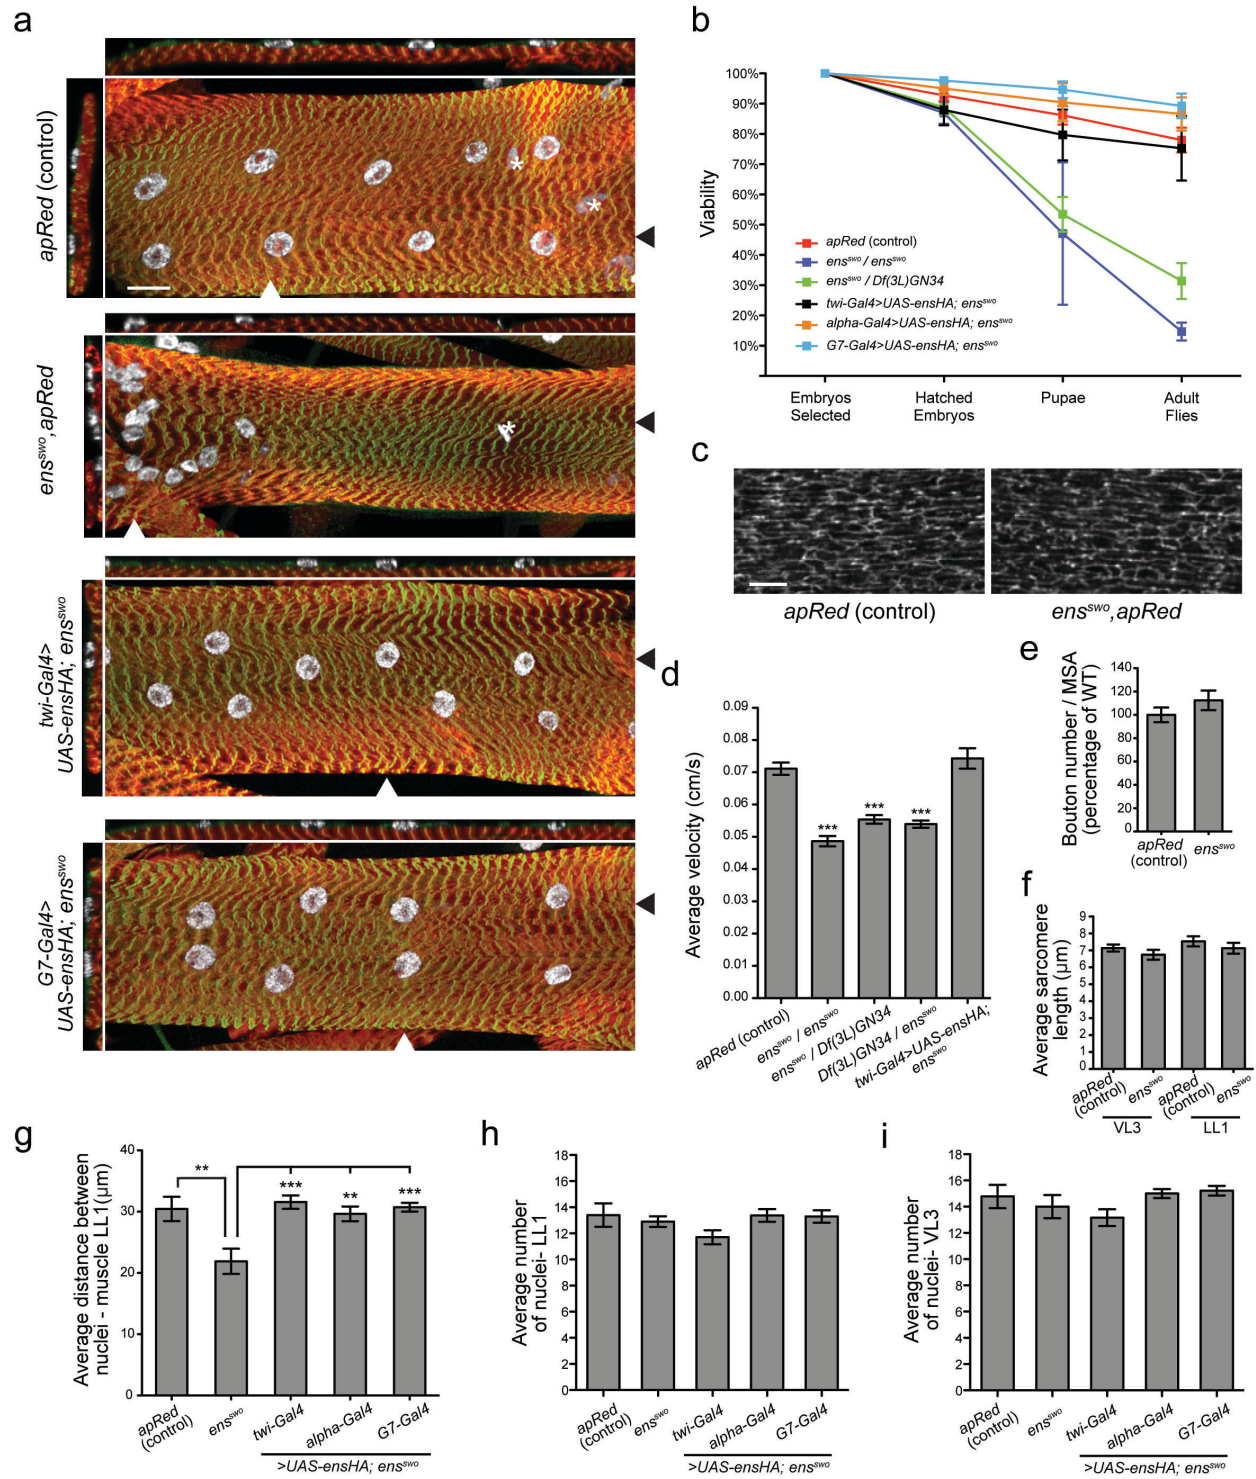 a
apRed (control)
*
*
ens^swo,apRed
*
twi-Gal4>
UAS-ensHA; ens^swo
G7-Gal4>
UAS-ensHA; ens^swo
b
Viability
100%
90%
80%
70%
60%
50%
40%
30%
20%
10%
apRed (control)
ens^swo / ens^swo
ens^swo / Df(3L)GN34
twi-Gal4>UAS-ensHA; ens^swo
alpha-Gal4>UAS-ensHA; ens^swo
G7-Gal4>UAS-ensHA; ens^swo
Embryos
Selected
Hatched
Embryos
Pupae
Adult
Flies
c
apRed (control)
ens^swo,apRed
d
Average velocity (cm/s)
0.09
0.08
0.07
0.06
0.05
0.04
0.03
0.02
0.01
0.00
***
***
***
apRed (control)
ens^swo / ens^swo
ens^swo / Df(3L)GN34
Df(3L)GN34 / ens^swo
twi-Gal4>UAS-ensHA;
ens^swo
e
Bouton number / MSA
(percentage of WT)
140
120
100
80
60
40
20
0
apRed
(control)
ens^swo
f
Average sarcomere
length (µm)
9
8
7
6
5
4
3
2
1
0
apRed
(control)
ens^swo
apRed
(control)
ens^swo
VL3
LL1
g
Average distance between
nuclei - muscle LL1(µm)
40
30
20
10
0
**
***
**
***
apRed
(control)
ens^swo
twi-Gal4
alpha-Gal4
G7-Gal4
>UAS-ensHA; ens^swo
h
Average number
of nuclei- LL1
18
16
14
12
10
8
6
4
2
0
apRed
(control)
ens^swo
twi-Gal4
alpha-Gal4
G7-Gal4
>UAS-ensHA; ens^swo
i
Average number
of nuclei- VL3
18
16
14
12
10
8
6
4
2
0
apRed
(control)
ens^swo
twi-Gal4
alpha-Gal4
G7-Gal4
>UAS-ensHA; ens^swo